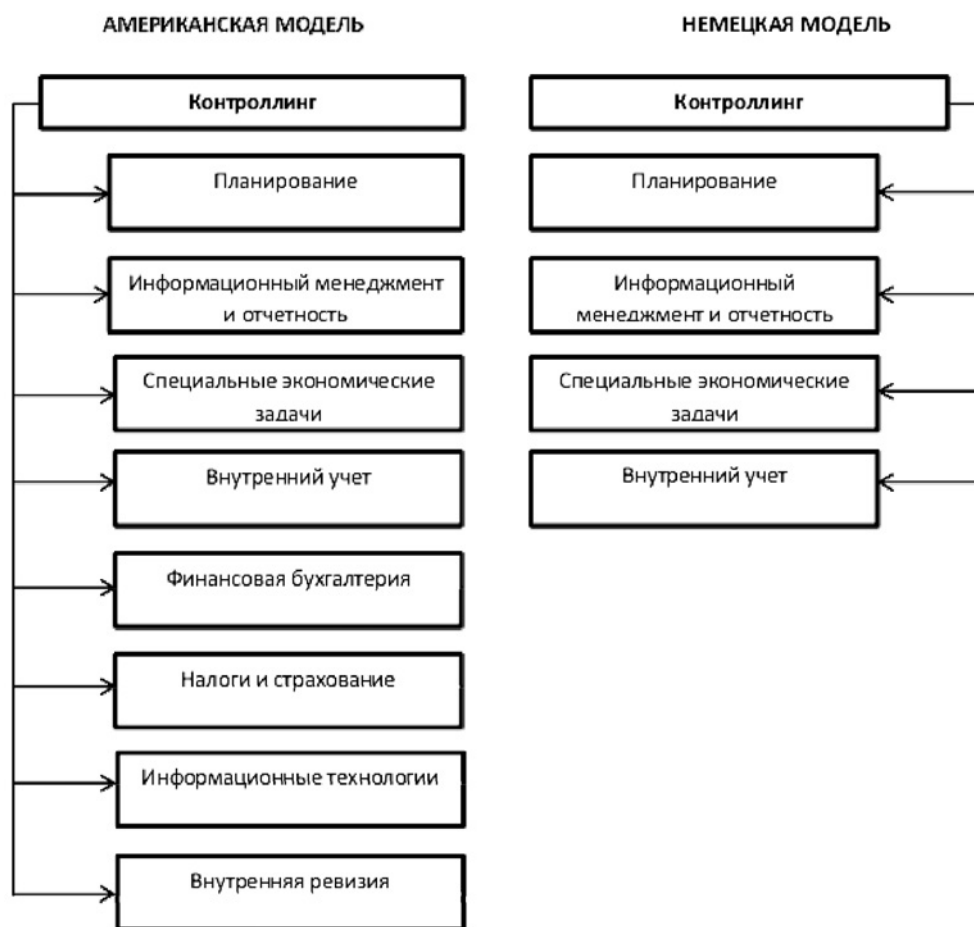 АМЕРИКАНСКАЯ МОДЕЛЬ
Контроллинг
Планирование
Информационный менеджмент
и отчетность
Специальные экономические
задачи
Внутренний учет
Финансовая бухгалтерия
Налоги и страхование
Информационные технологии
Внутренняя ревизия
НЕМЕЦКАЯ МОДЕЛЬ
Контроллинг
Планирование
Информационный
менеджмент и отчетность
Специальные экономические
задачи
Внутренний учет